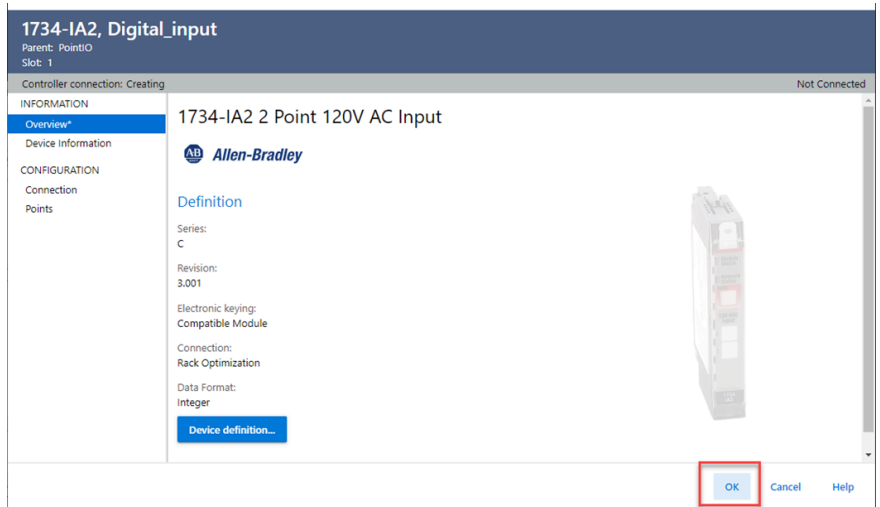 1734-IA2, Digital_input
Parent: PointIO
Slot: 1
Controller connection: Creating
Not Connected
INFORMATION
Overview*
Device Information
CONFIGURATION
Connection
Points
1734-IA2 2 Point 120V AC Input
AB Allen-Bradley
Definition
Series:
C
Revision:
3.001
Electronic keying:
Compatible Module
Connection:
Rack Optimization
Data Format:
Integer
Device definition...
OK
Cancel
Help